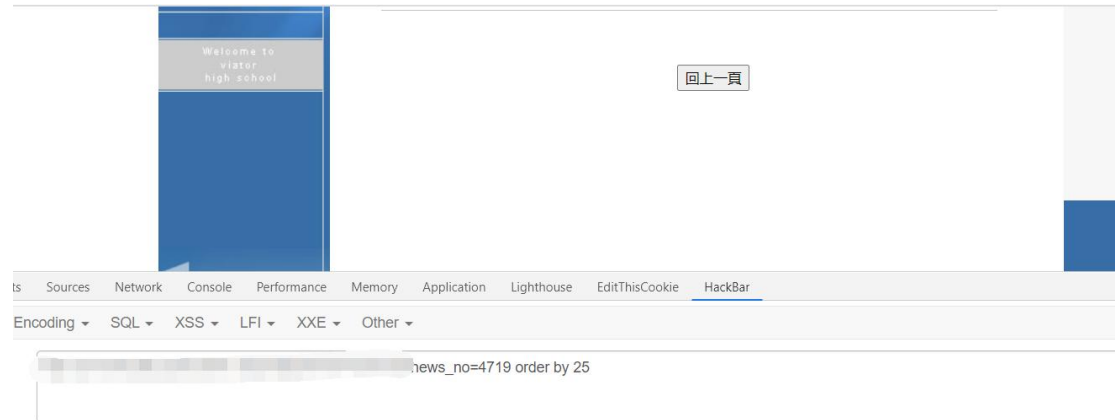 Welcome to
viator
high school
回上一頁
ts Sources Network Console Performance Memory Application Lighthouse EditThisCookie HackBar
Encoding SQL XSS LFI XXE Other
news_no=4719 order by 25